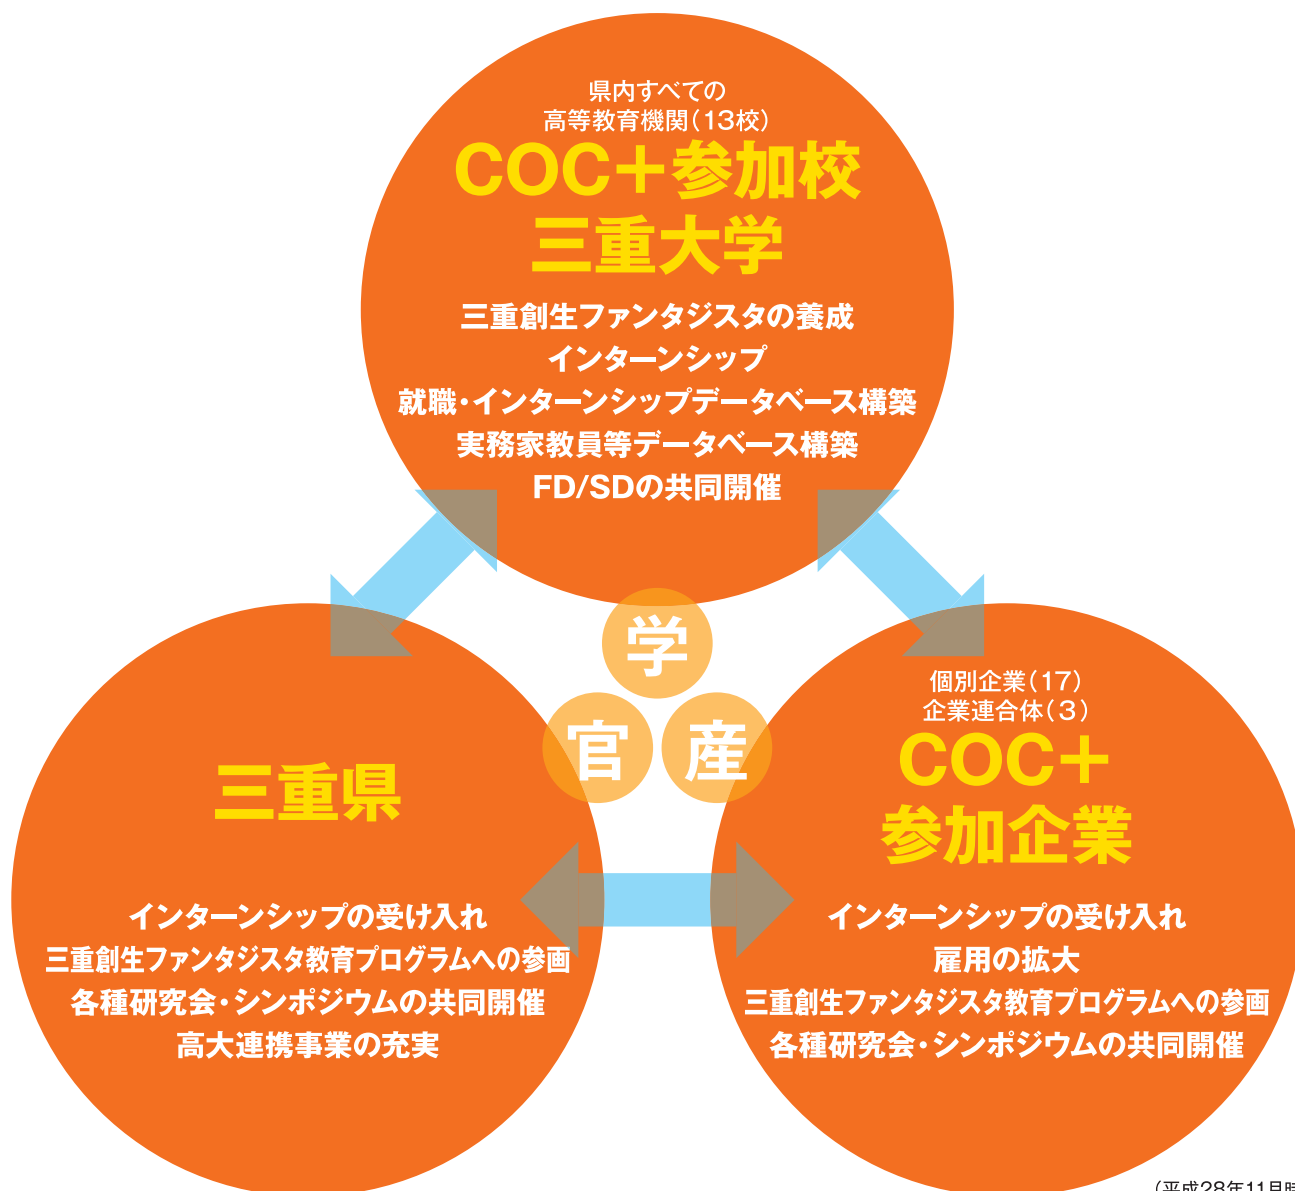 県内すべての
高等教育機関（13校）
COC＋参加校
三重大学
三重創生ファンタジスタの養成
インターンシップ
就職・インターンシップデータベース構築
実務家教員等データベース構築
FD/SDの共同開催
学
官
産
三重県
インターンシップの受け入れ
三重創生ファンタジスタ教育プログラムへの参画
各種研究会・シンポジウムの共同開催
高大連携事業の充実
個別企業（17）
企業連合体（3）
COC＋
参加企業
インターンシップの受け入れ
雇用の拡大
三重創生ファンタジスタ教育プログラムへの参画
各種研究会・シンポジウムの共同開催
（平成28年11月時